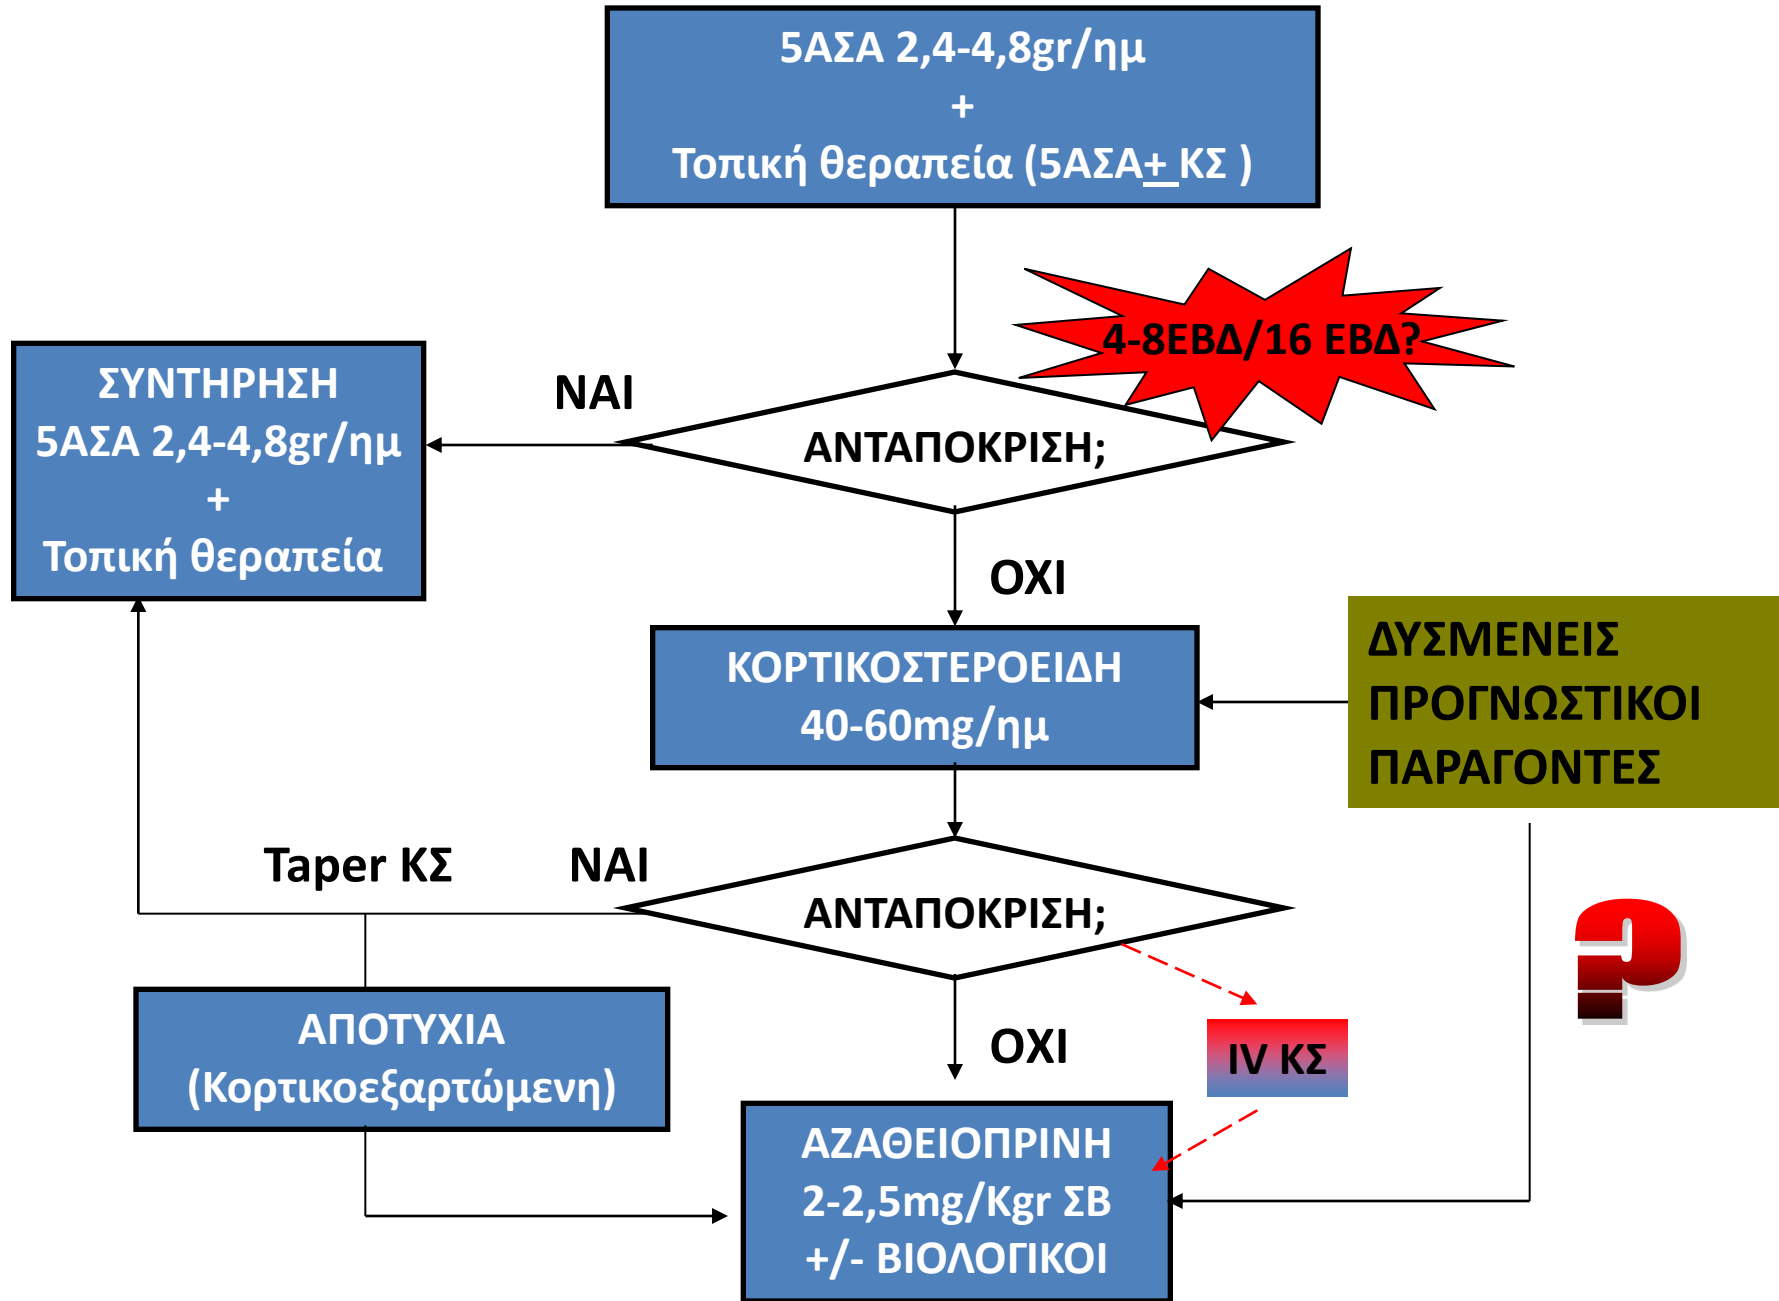 5ΑΣΑ 2,4-4,8gr/ημ
+
Τοπική θεραπεία (5ΑΣΑ+ ΚΣ )
4-8ΕΒΔ/16 ΕΒΔ?
ΣΥΝΤΗΡΗΣΗ
5ΑΣΑ 2,4-4,8gr/ημ
+
Τοπική θεραπεία
ΝΑΙ
ΑΝΤΑΠΟΚΡΙΣΗ;
ΟΧΙ
ΚΟΡΤΙΚΟΣΤΕΡΟΕΙΔΗ
40-60mg/ημ
ΔΥΣΜΕΝΕΙΣ
ΠΡΟΓΝΩΣΤΙΚΟΙ
ΠΑΡΑΓΟΝΤΕΣ
Taper ΚΣ
ΝΑΙ
ΑΝΤΑΠΟΚΡΙΣΗ;
?
ΑΠΟΤΥΧΙΑ
(Κορτικοεξαρτώμενη)
ΟΧΙ
IV ΚΣ
ΑΖΑΘΕΙΟΠΡΙΝΗ
2-2,5mg/Kgr ΣΒ
+/- ΒΙΟΛΟΓΙΚΟΙ